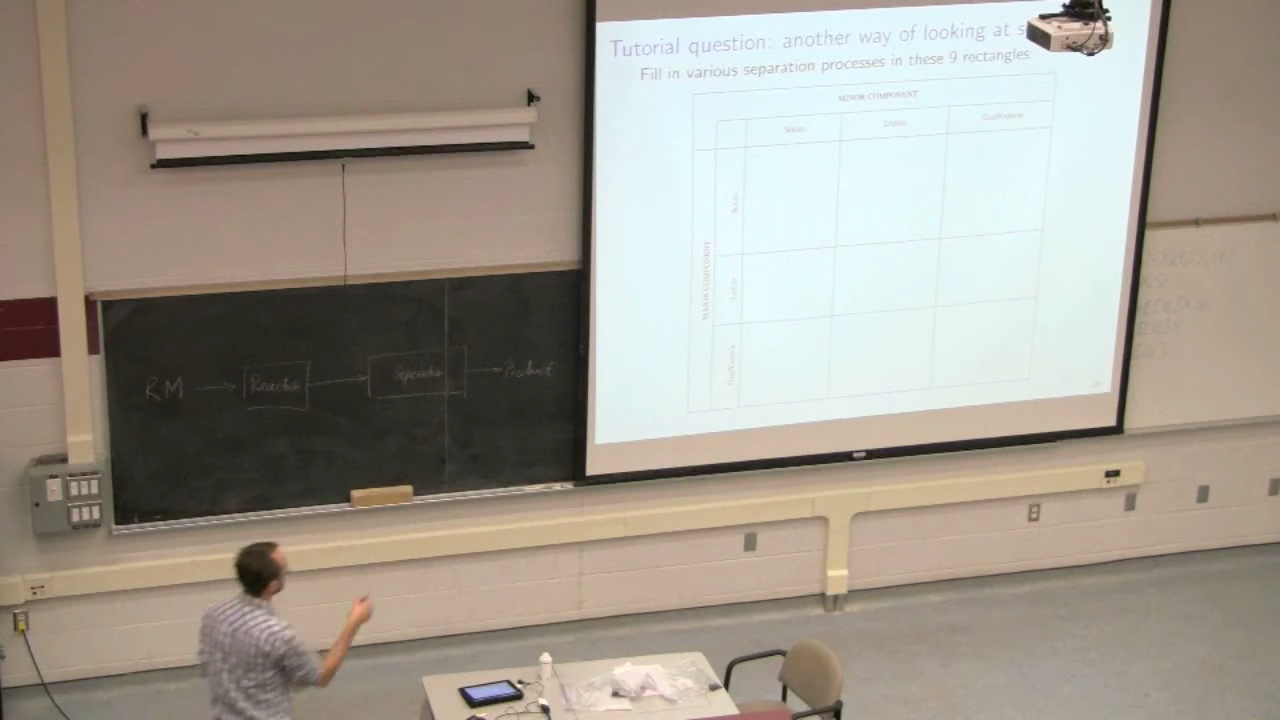 Tutorial question: another way of looking at s
Fill in various separation processes in these 9 rectangles
MINOR COMPONENT
SOLID LIQUID GAS/VAPOUR
MAJOR COMPONENT
SOLID
LIQUID
GAS/VAPOUR
RM → Reactor → Separator → Product